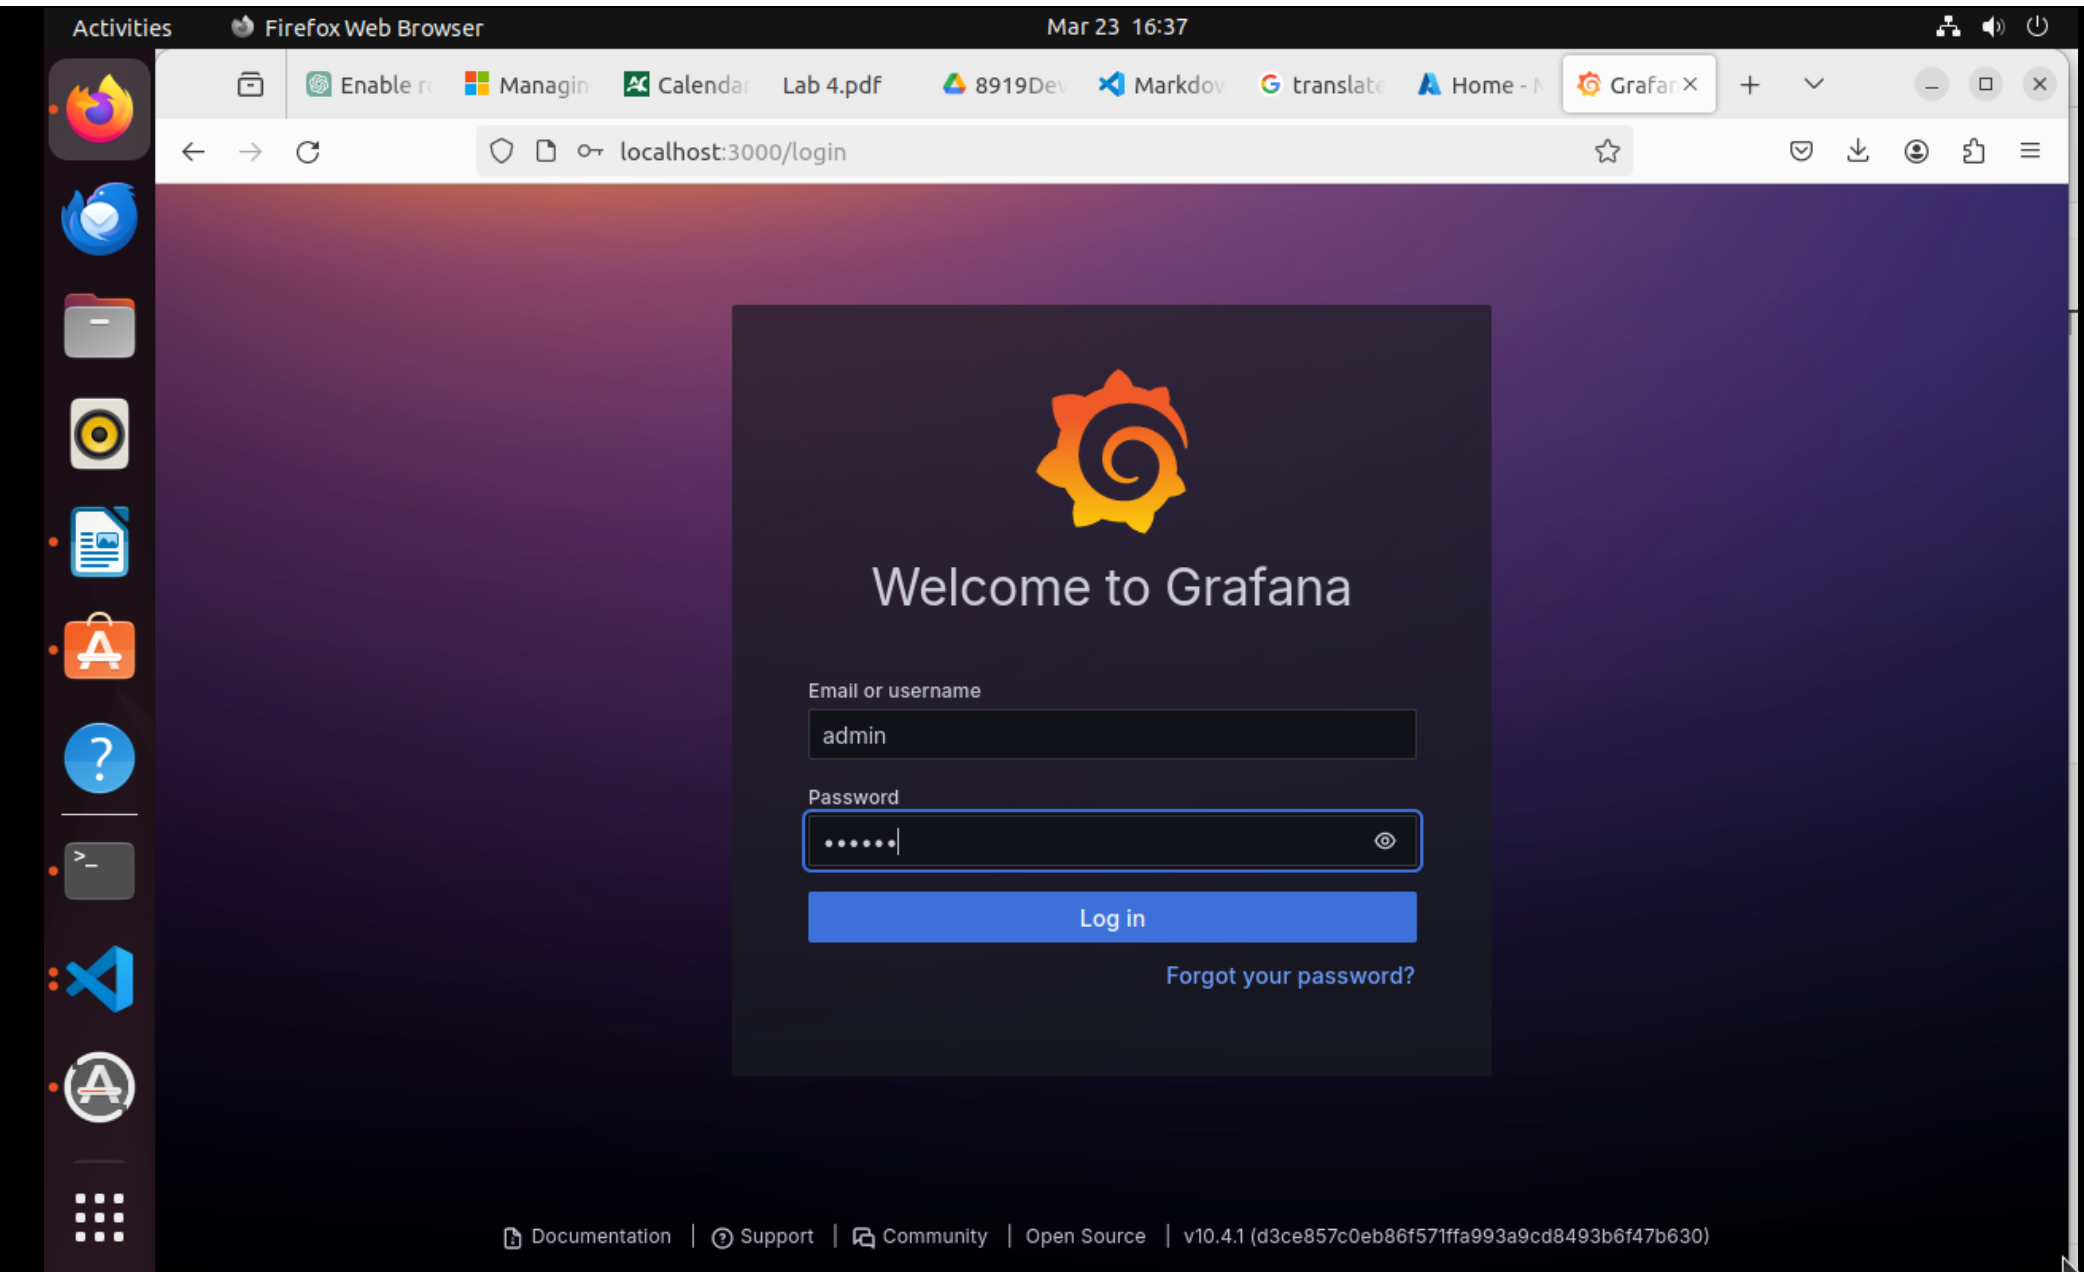 Activities Firefox Web Browser Mar 23 16:37
Enable Managin Calendar Lab 4.pdf 8919Dev Markdow translate Home - Grafan
localhost:3000/login
Welcome to Grafana
Email or username
admin
Password
••••••
Log in
Forgot your password?
Documentation | Support | Community | Open Source | v10.4.1 (d3ce857c0eb86f571ffa993a9cd8493b6f47b630)